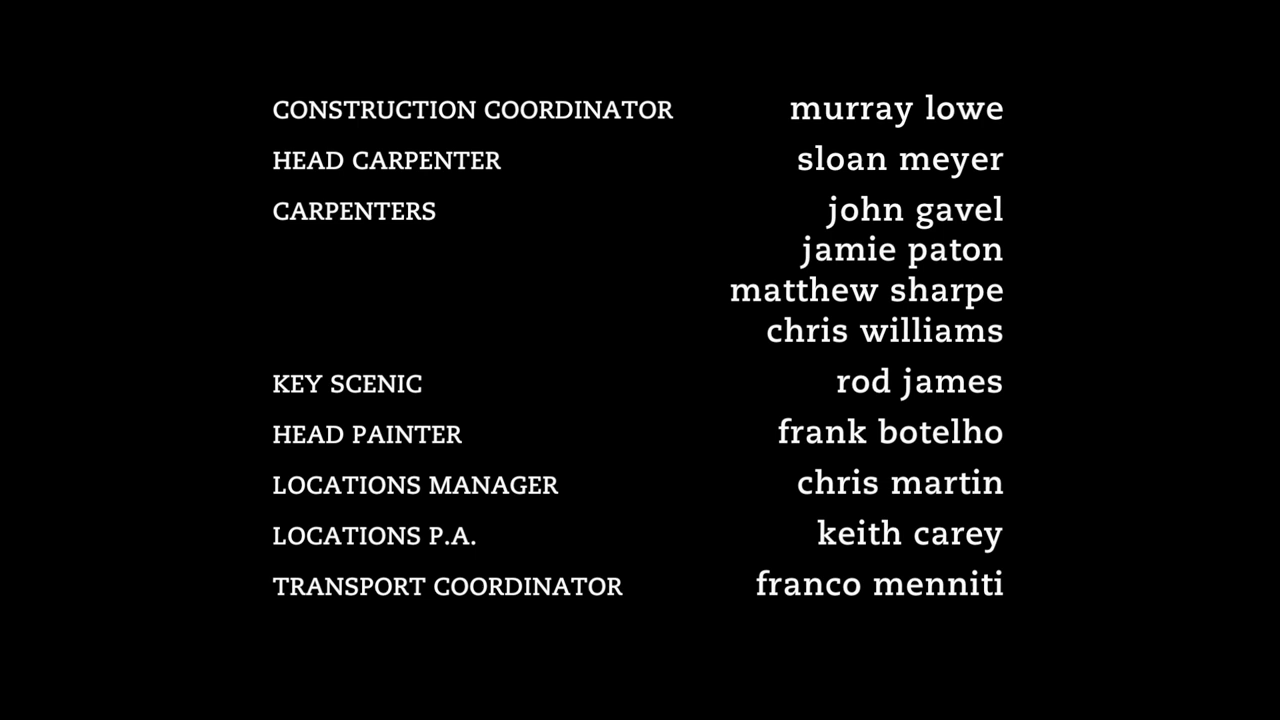 CONSTRUCTION COORDINATOR murray lowe
HEAD CARPENTER sloan meyer
CARPENTERS john gavel
jamie paton
matthew sharpe
chris williams
KEY SCENIC rod james
HEAD PAINTER frank botelho
LOCATIONS MANAGER chris martin
LOCATIONS P.A. keith carey
TRANSPORT COORDINATOR franco menniti